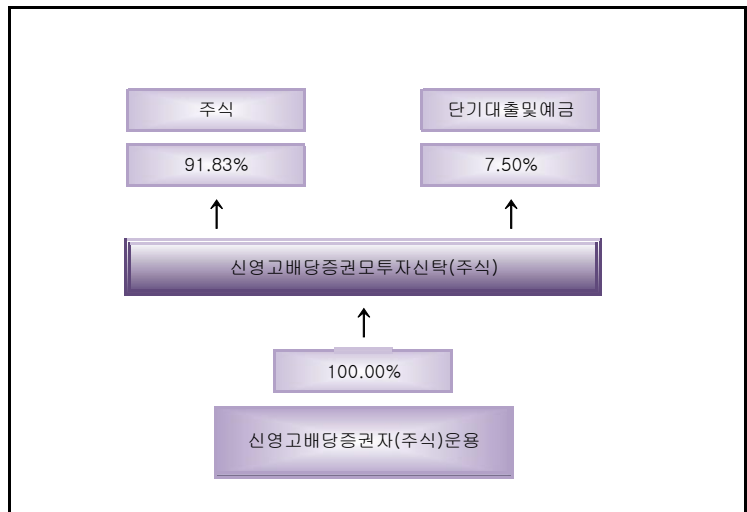 주식
단기대출및예금
91.83%
7.50%
신영고배당증권모투자신탁(주식)
100.00%
신영고배당증권자(주식)운용